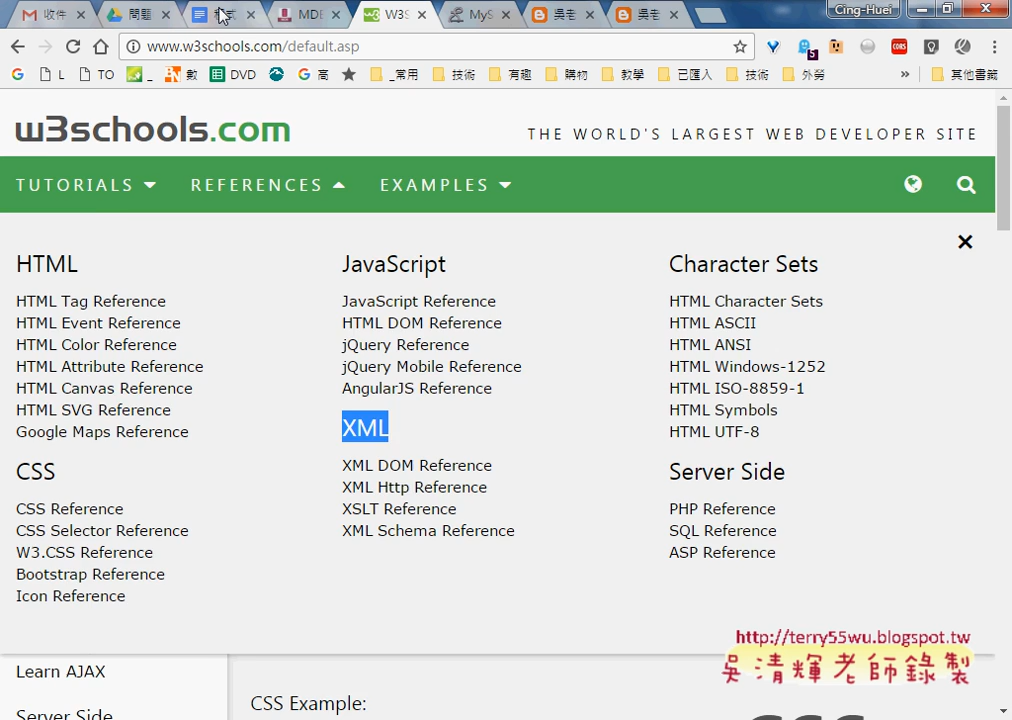 收件
問題
MDE
W3S
MyS
吳老
吳老
Cing-Huei
www.w3schools.com/default.asp
L
TO
_
數
DVD
高
_常用
技術
有趣
購物
教學
已匯入
技術
外勞
»
其他書籤
w3schools.com
THE WORLD'S LARGEST WEB DEVELOPER SITE
TUTORIALS
REFERENCES
EXAMPLES
HTML
HTML Tag Reference
HTML Event Reference
HTML Color Reference
HTML Attribute Reference
HTML Canvas Reference
HTML SVG Reference
Google Maps Reference
CSS
CSS Reference
CSS Selector Reference
W3.CSS Reference
Bootstrap Reference
Icon Reference
JavaScript
JavaScript Reference
HTML DOM Reference
jQuery Reference
jQuery Mobile Reference
AngularJS Reference
XML
XML DOM Reference
XML Http Reference
XSLT Reference
XML Schema Reference
Character Sets
HTML Character Sets
HTML ASCII
HTML ANSI
HTML Windows-1252
HTML ISO-8859-1
HTML Symbols
HTML UTF-8
Server Side
PHP Reference
SQL Reference
ASP Reference
Learn AJAX
Server Side
CSS Example:
http://terry55wu.blogspot.tw
吳清輝老師錄製